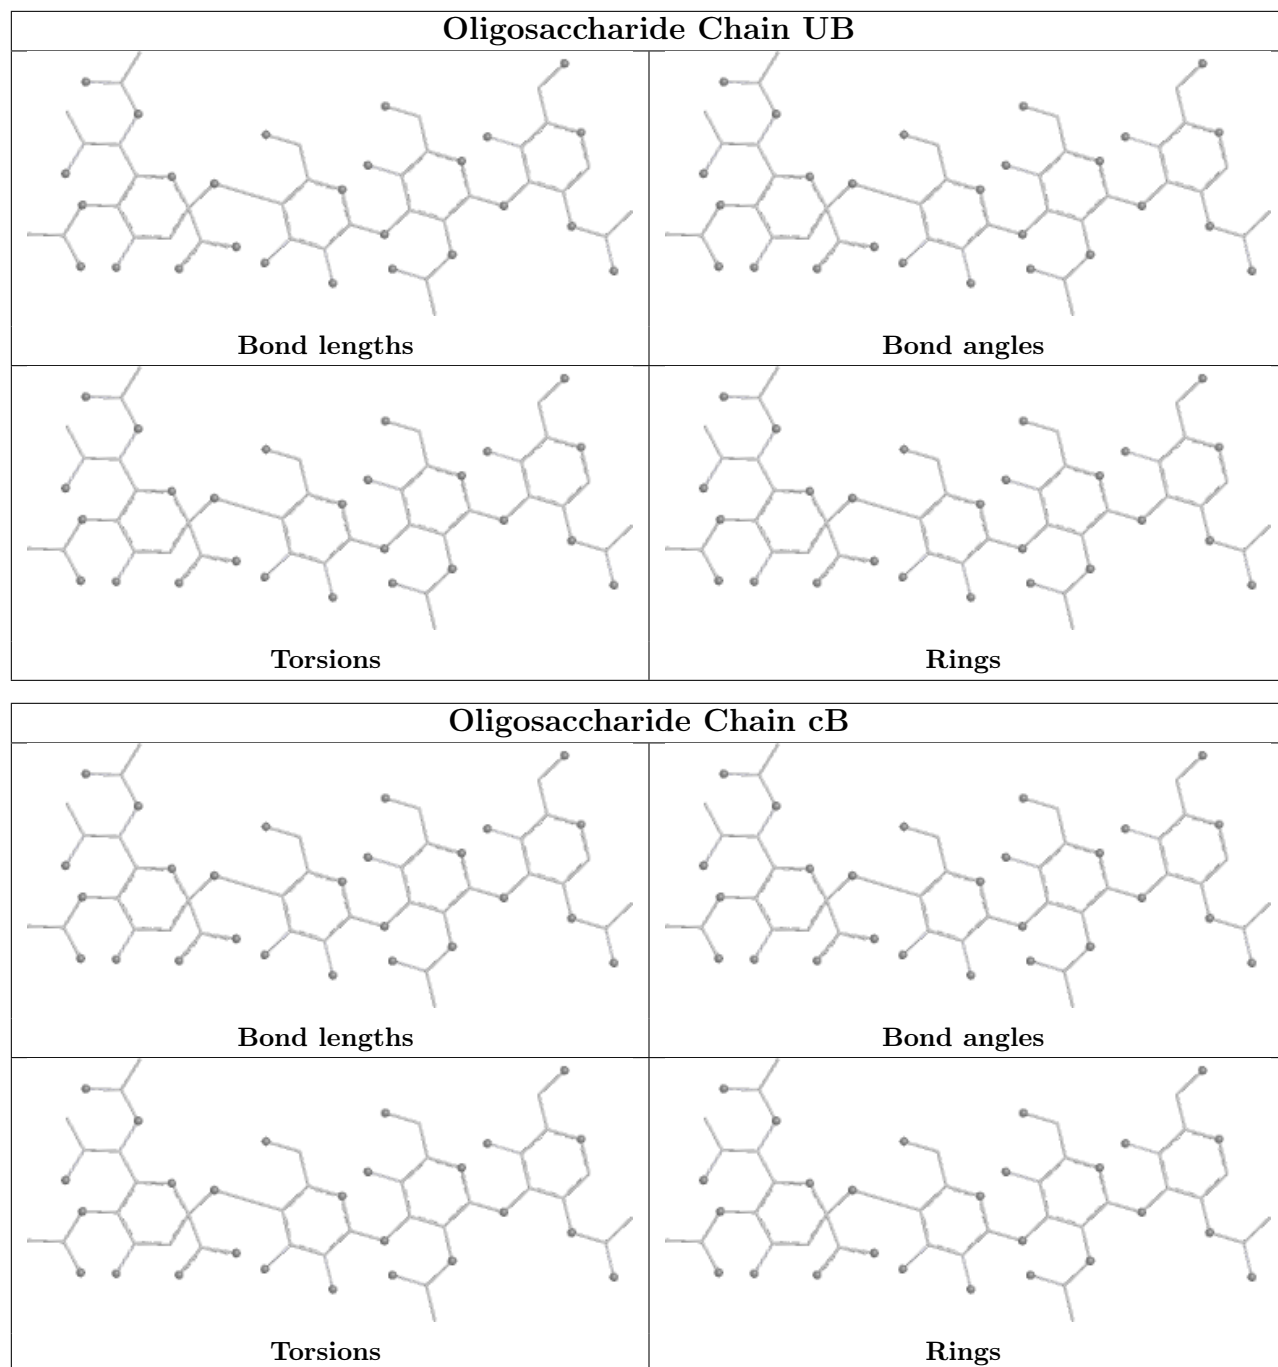 Oligosaccharide Chain UB
Bond lengths
Bond angles
Torsions
Rings
Oligosaccharide Chain cB
Bond lengths
Bond angles
Torsions
Rings